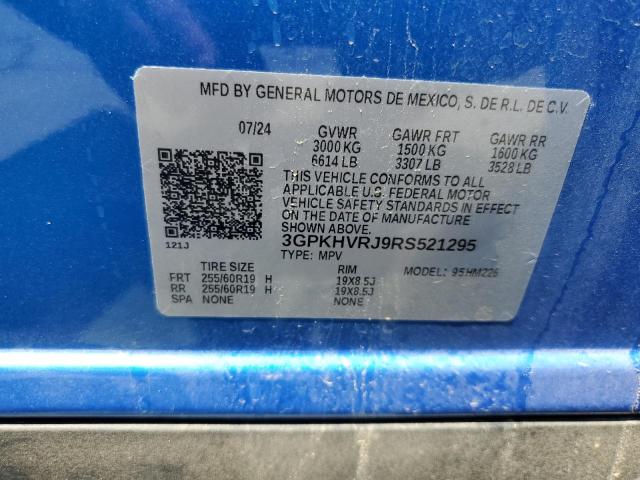 MFD BY GENERAL MOTORS DE MEXICO, S. DE R.L. DE C.V.
07/24 GVWR GAWR FRT GAWR RR
3000 KG 1500 KG 1600 KG
6614 LB 3307 LB 3528 LB
THIS VEHICLE CONFORMS TO ALL
APPLICABLE U.S. FEDERAL MOTOR
VEHICLE SAFETY STANDARDS IN EFFECT
ON THE DATE OF MANUFACTURE
SHOWN ABOVE.
121J 3GPKHVRJ9RS521295
TYPE: MPV
TIRE SIZE RIM MODEL: 95HM226
FRT 255/60R19 H 19X8.5J
RR 255/60R19 H 19X8.5J
SPA NONE NONE